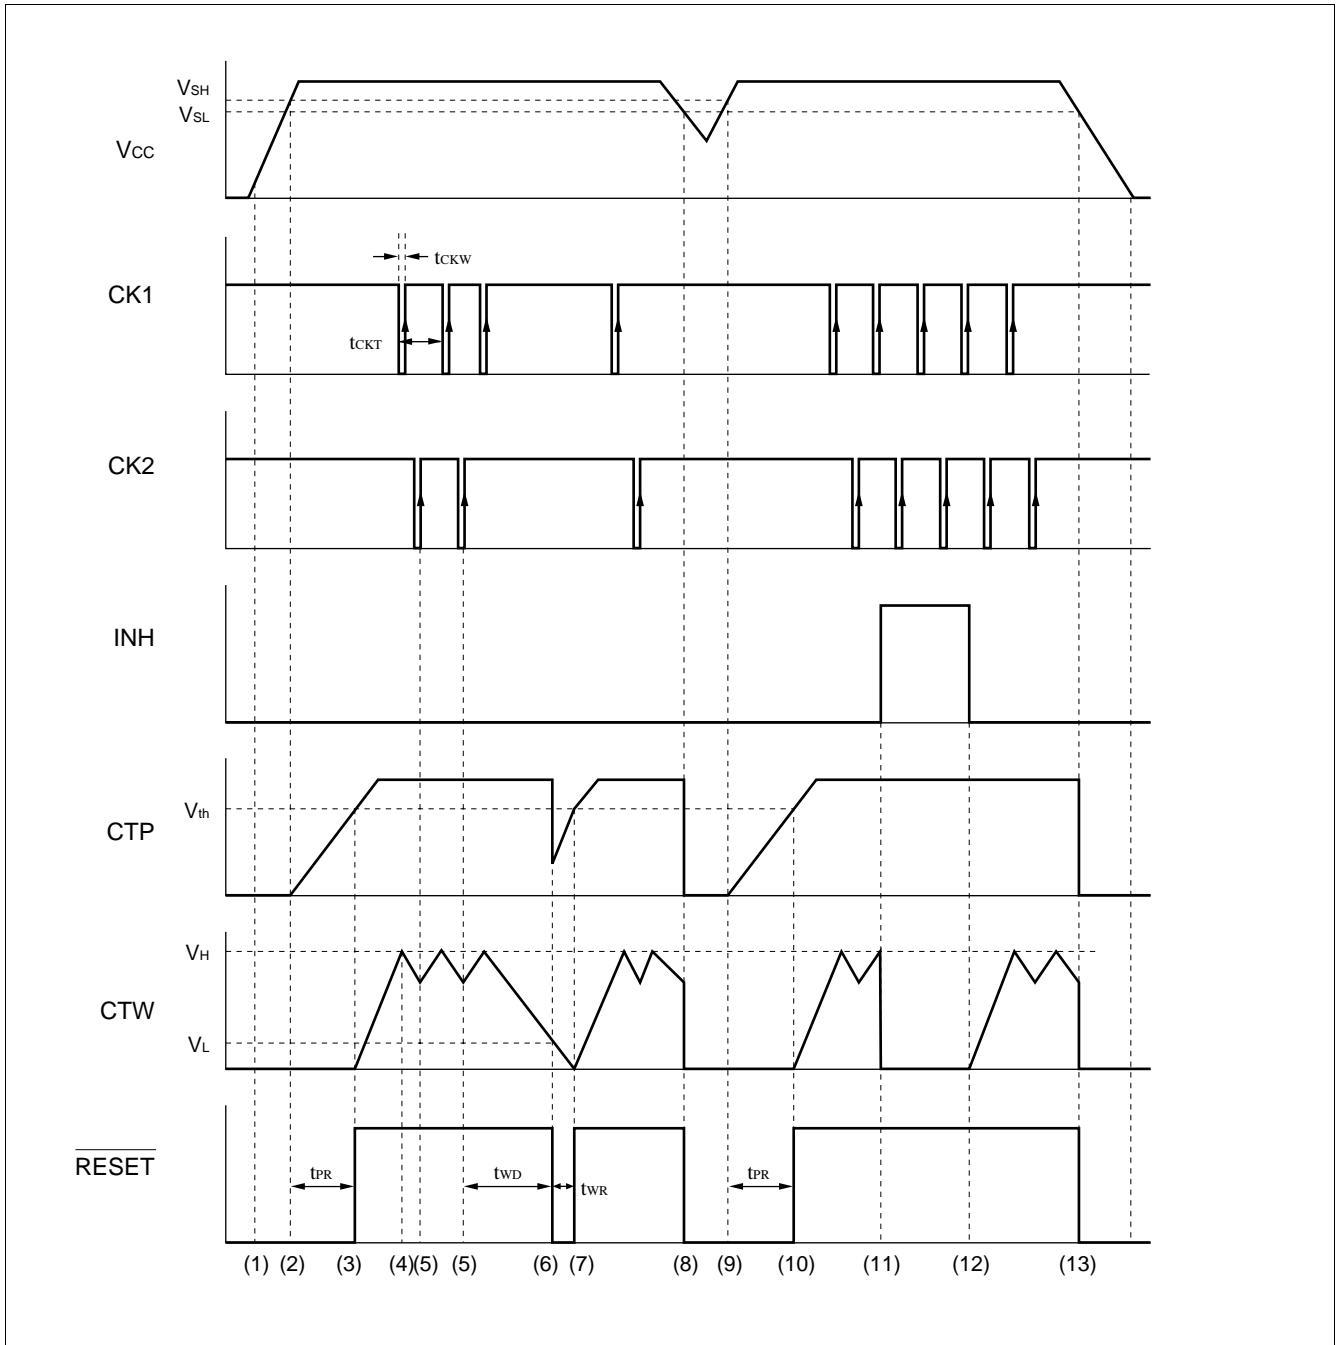 VSH
VSL
VCC
tCKW
CK1
tCKT
CK2
INH
Vth
CTP
VH
CTW
VL
RESET
tPR
tWD
tWR
tPR
(1) (2) (3) (4)(5) (5) (6) (7) (8) (9) (10) (11) (12) (13)